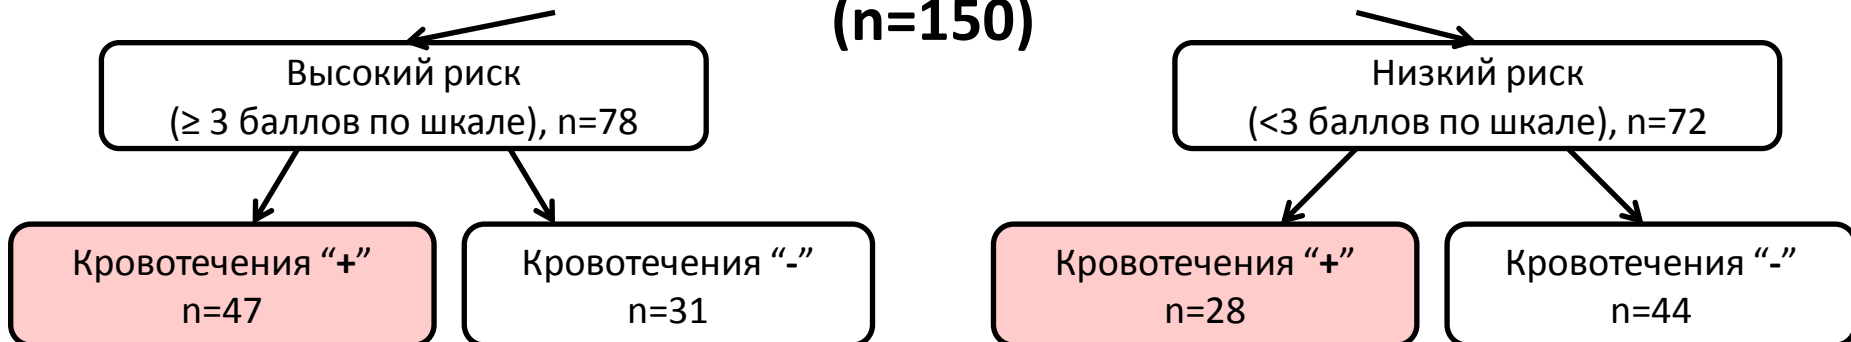 (n=150)
Высокий риск
(≥ 3 баллов по шкале), n=78
Низкий риск
(<3 баллов по шкале), n=72
Кровотечения “+”
n=47
Кровотечения “-”
n=31
Кровотечения “+”
n=28
Кровотечения “-”
n=44